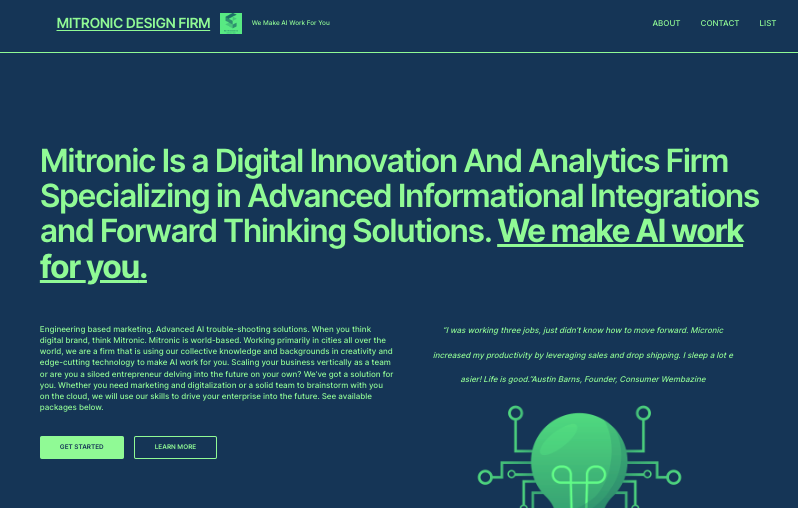 MITRONIC DESIGN FIRM
We Make AI Work For You
ABOUT CONTACT LIST
Mitronic Is a Digital Innovation And Analytics Firm
Specializing in Advanced Informational Integrations
and Forward Thinking Solutions. We make AI work
for you.
Engineering based marketing. Advanced AI trouble-shooting solutions. When you think
digital brand, think Mitronic. Mitronic is world-based. Working primarily in cities all over the
world, we are a firm that is using our collective knowledge and backgrounds in creativity and
edge-cutting technology to make AI work for you. Scaling your business vertically as a team
or are you a siloed entrepreneur delving into the future on your own? We've got a solution for
you. Whether you need marketing and digitalization or a solid team to brainstorm with you
on the cloud, we will use our skills to drive your enterprise into the future. See available
packages below.
GET STARTED
LEARN MORE
"I was working three jobs, just didn't know how to move forward. Micronic
increased my productivity by leveraging sales and drop shipping. I sleep a lot e
asier! Life is good."Austin Barns, Founder, Consumer Wembazine